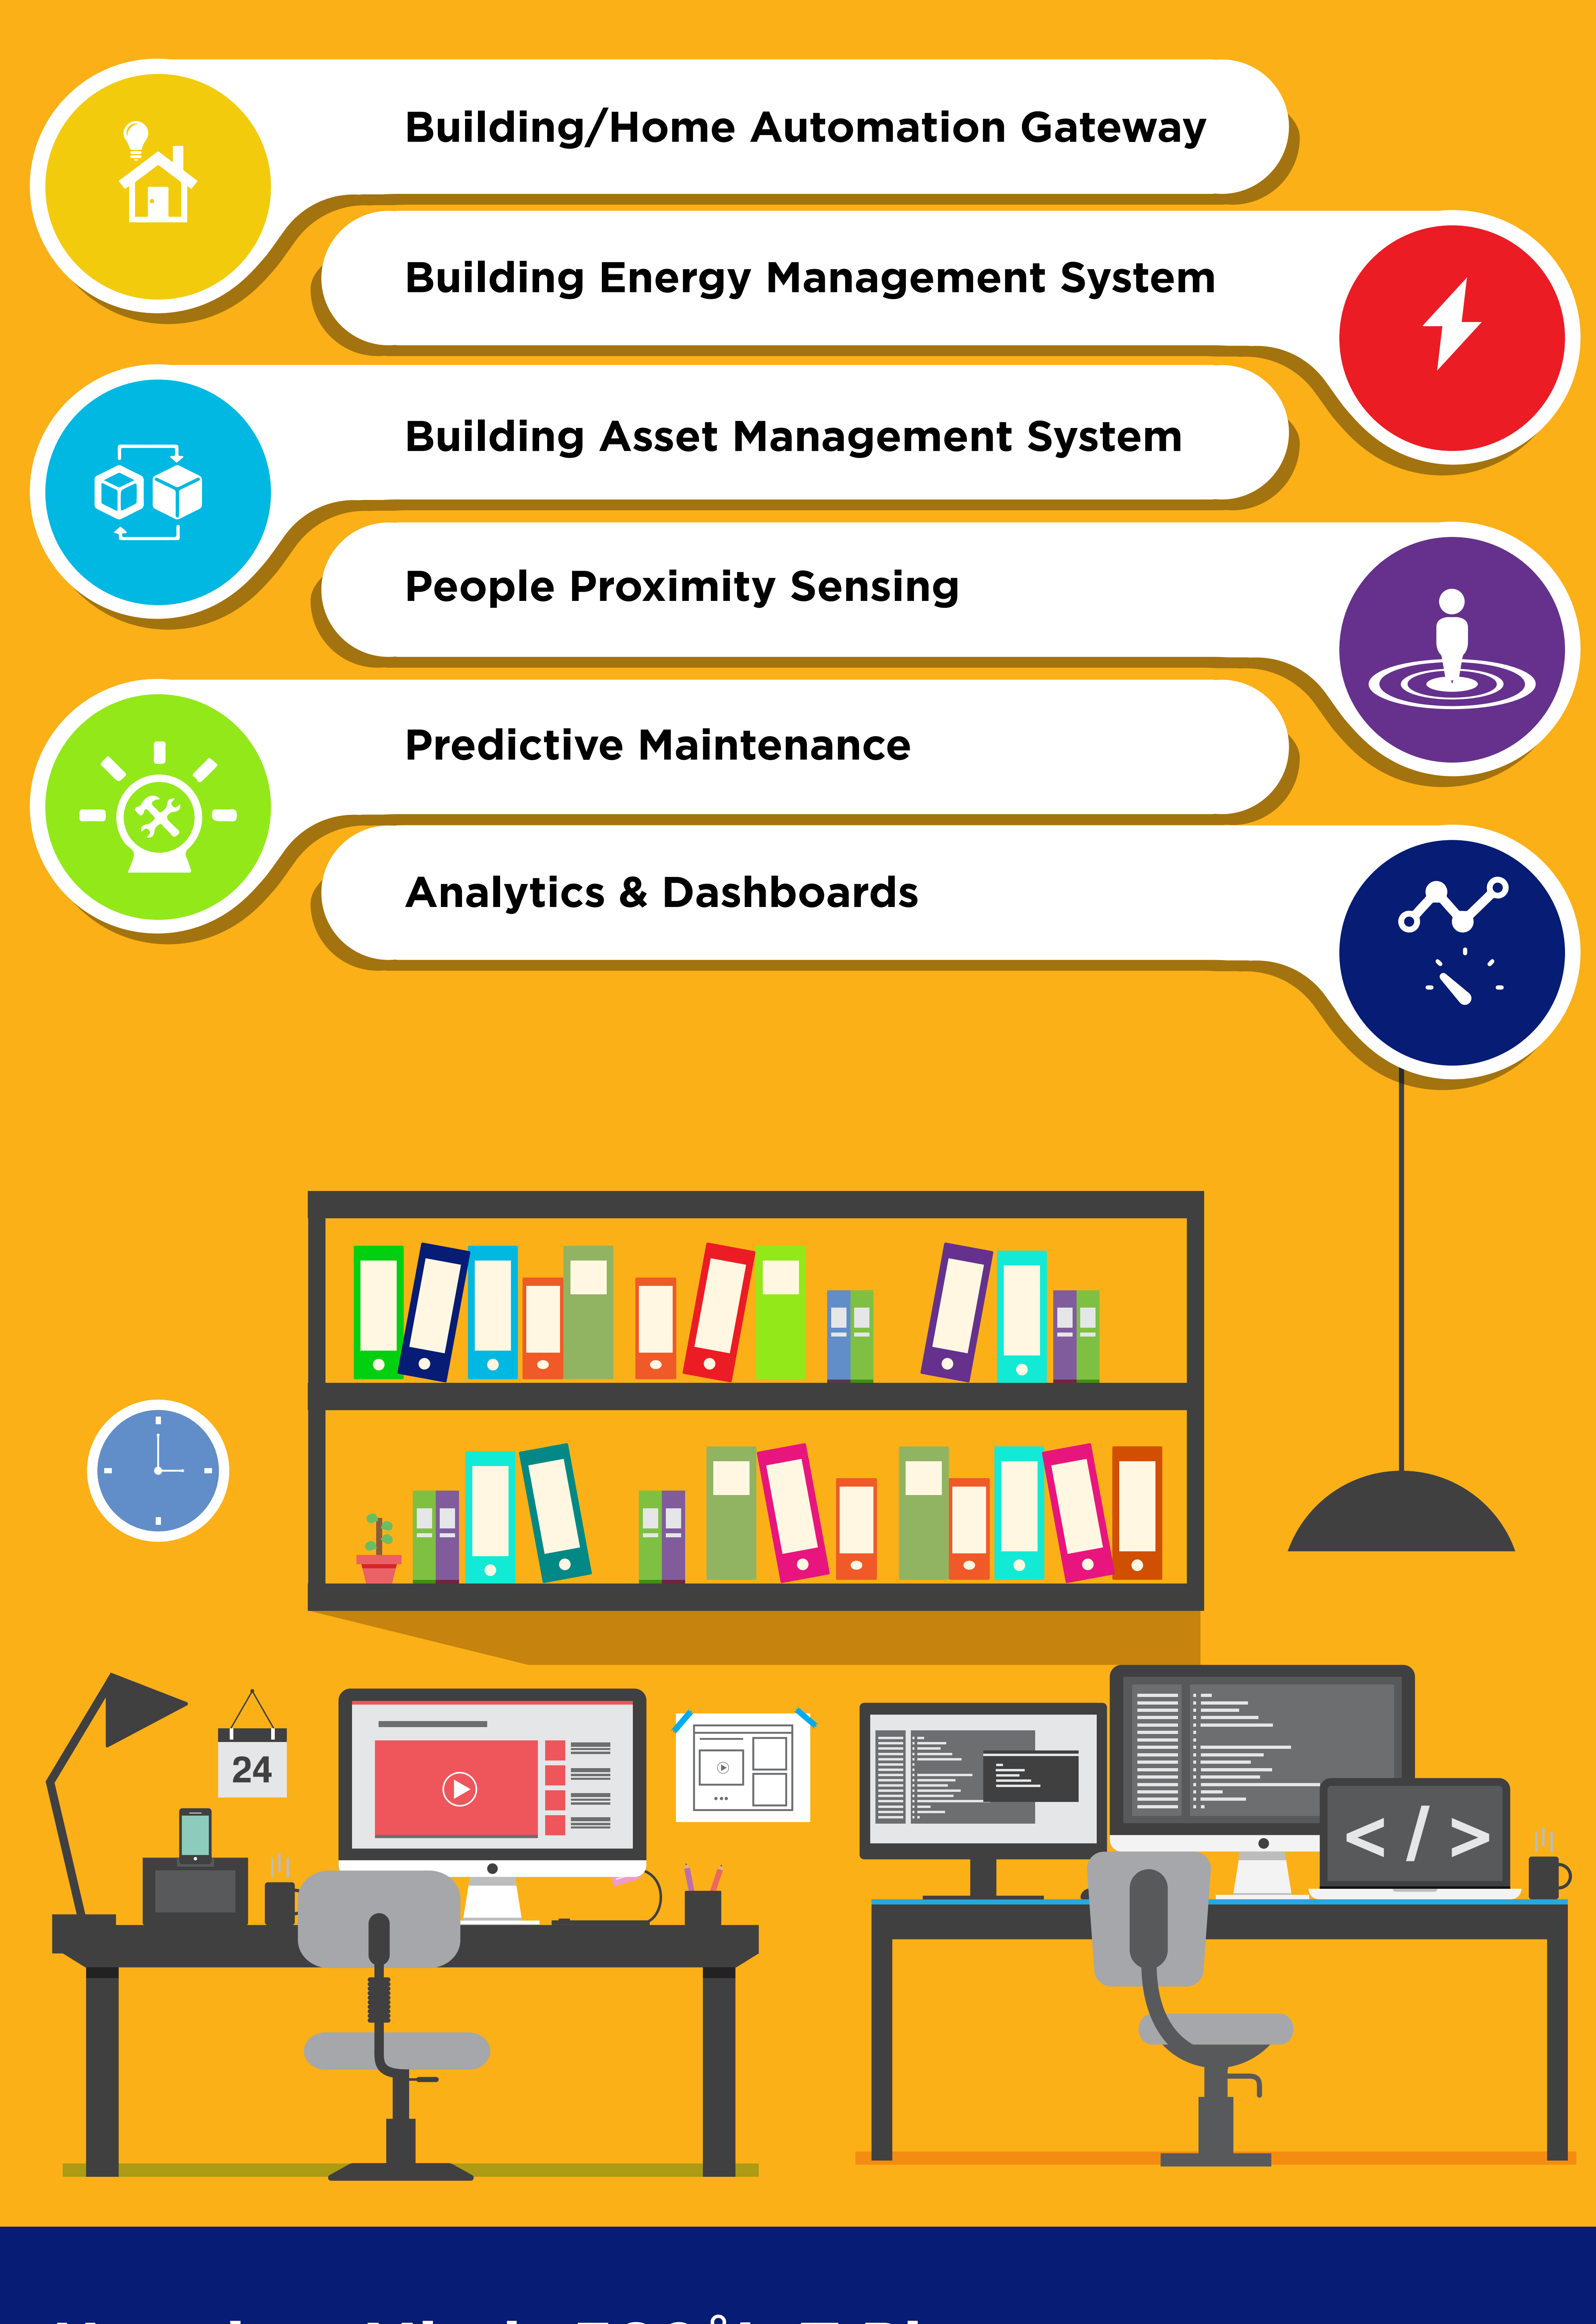 Building/Home Automation Gateway
Building Energy Management System
Building Asset Management System
People Proximity Sensing
Predictive Maintenance
Analytics & Dashboards
24
< / >